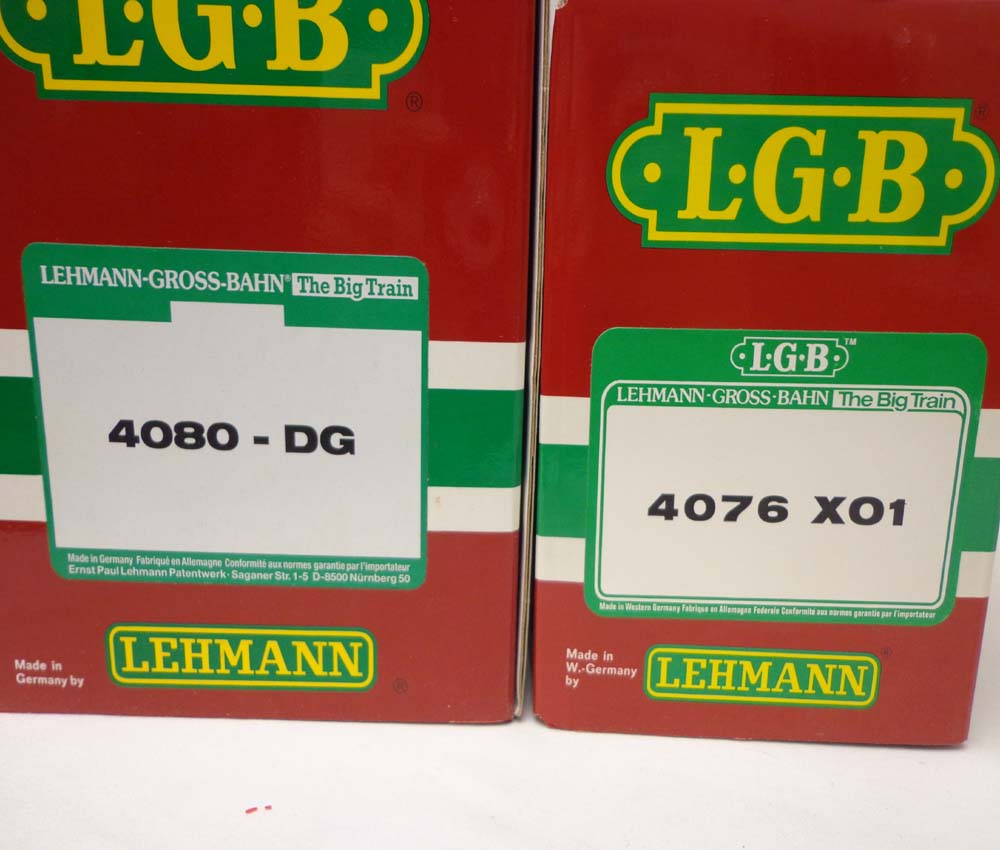 L·G·B
®
LEHMANN-GROSS-BAHN® The Big Train
4080 - DG
Made in Germany Fabriqué en Allemagne Conformité aux normes garantie par l'importateur
Ernst Paul Lehmann Patentwerk · Saganer Str. 1-5 D-8500 Nürnberg 50
Made in
Germany by
LEHMANN
®
L·G·B
®
L·G·B ™
LEHMANN-GROSS-BAHN The Big Train
4076 X01
Made in Western Germany Fabrique en Allemagne Federale Conformite aux normes garantie par l'importateur
Made in
W.-Germany
by
LEHMANN
®